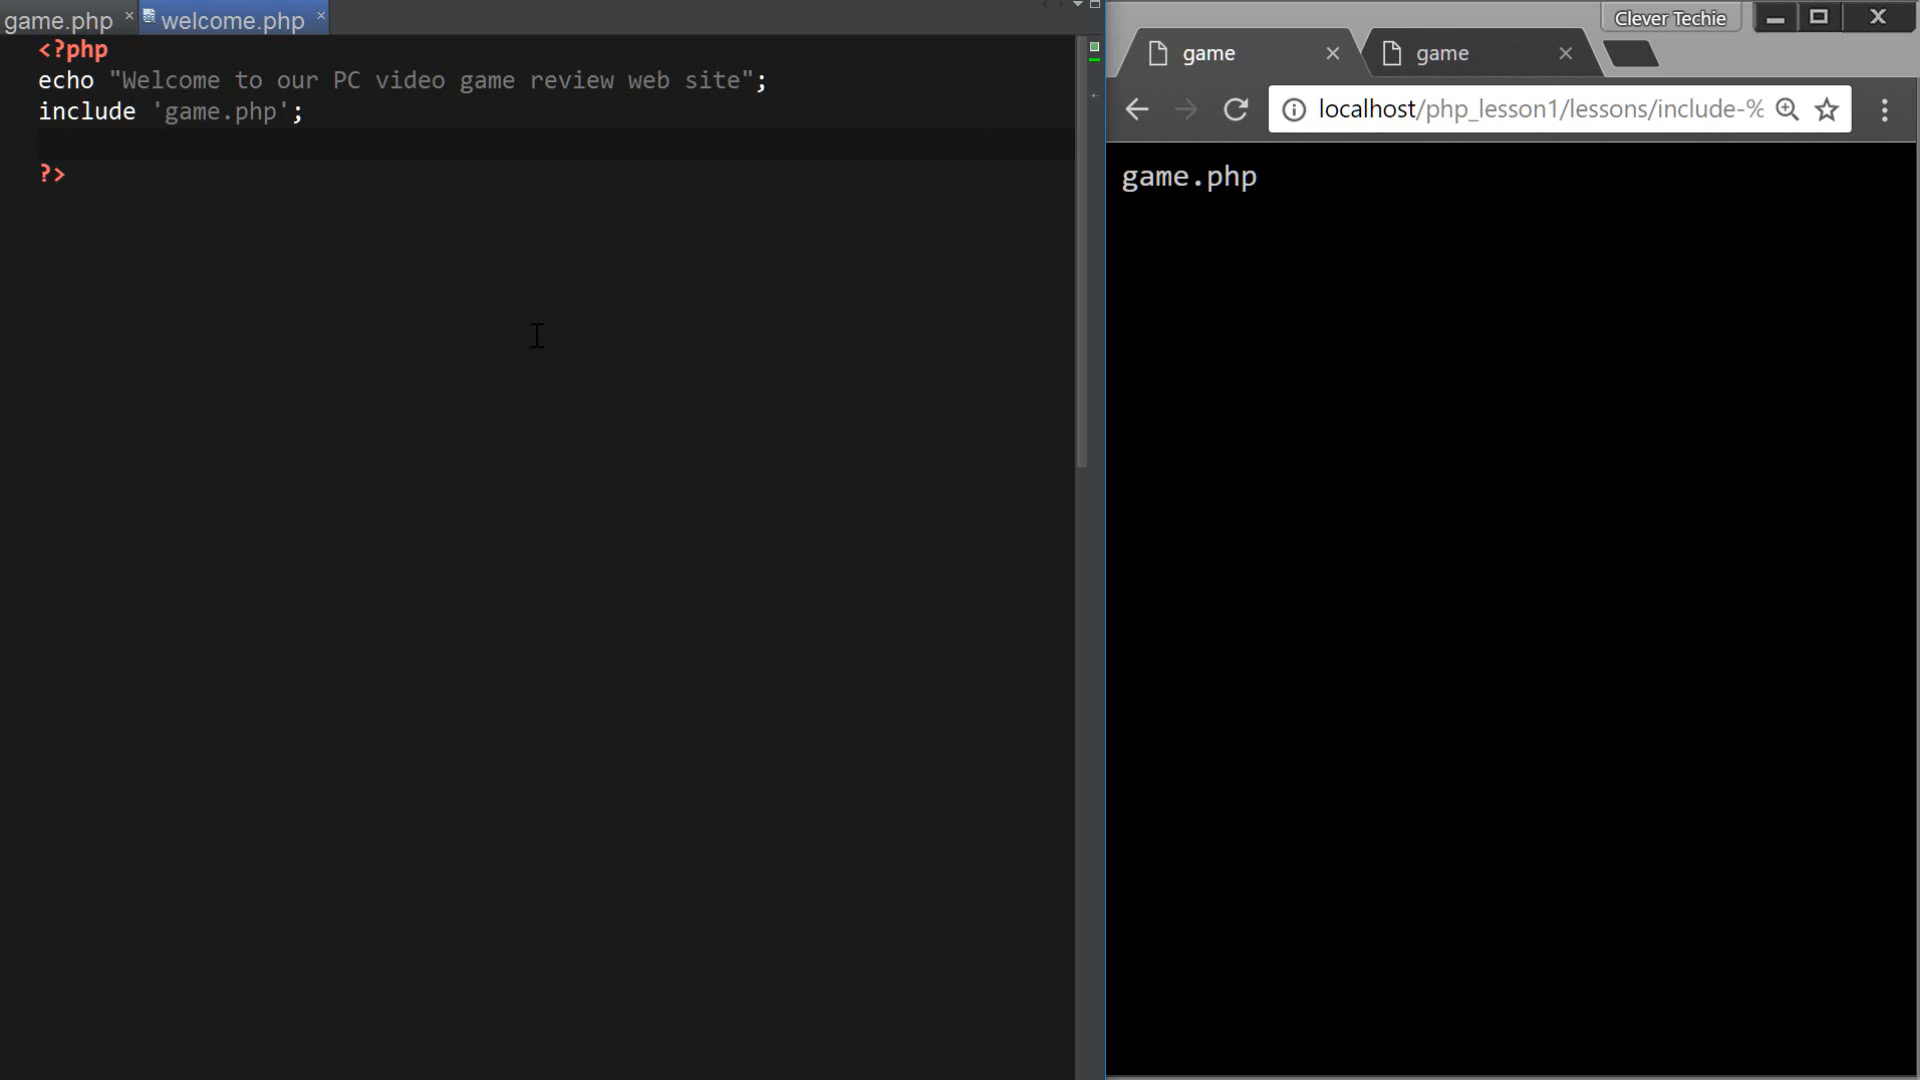 game.php
welcome.php
<?php
echo "Welcome to our PC video game review web site";
include 'game.php';
?>
Clever Techie
game
game
localhost/php_lesson1/lessons/include-%
game.php